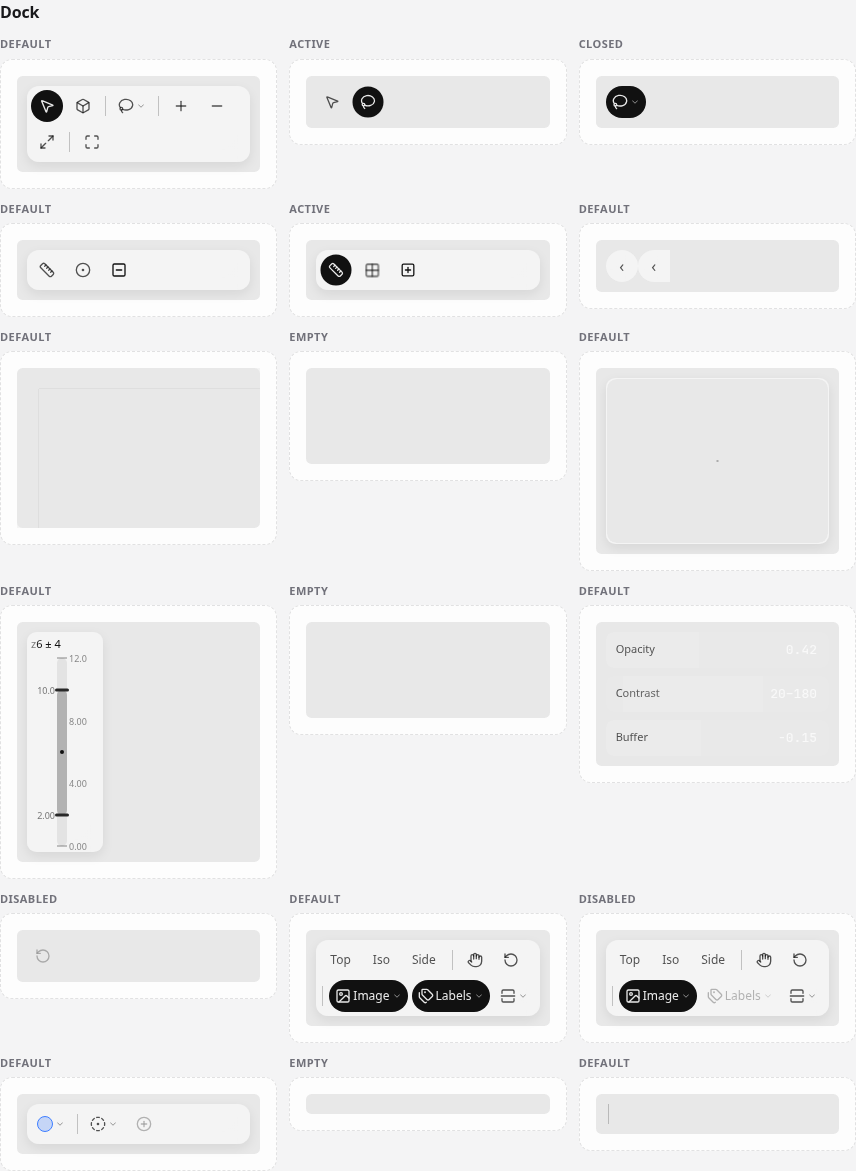 Dock
DEFAULT
ACTIVE
CLOSED
DEFAULT
ACTIVE
DEFAULT
DEFAULT
EMPTY
DEFAULT
DEFAULT
EMPTY
DEFAULT
z6 ± 4
12.0
10.0
8.00
4.00
2.00
0.00
Opacity 0.42
Contrast 20–180
Buffer -0.15
DISABLED
DEFAULT
DISABLED
Top Iso Side
Image Labels
Top Iso Side
Image Labels
DEFAULT
EMPTY
DEFAULT